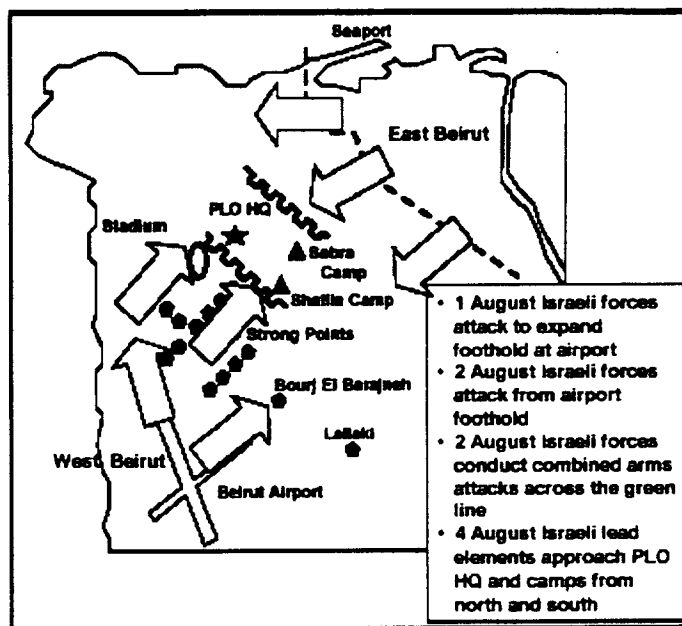 Seaport
East Beirut
PLO HQ
Stadium
Sabra
Camp
Shatila Camp
Strong Points
Bourj El Barajneh
Lailaki
West Beirut
Beirut Airport
• 1 August Israeli forces
attack to expand
foothold at airport
• 2 August Israeli forces
attack from airport
foothold
• 2 August Israeli forces
conduct combined arms
attacks across the green
line
• 4 August Israeli lead
elements approach PLO
HQ and camps from
north and south